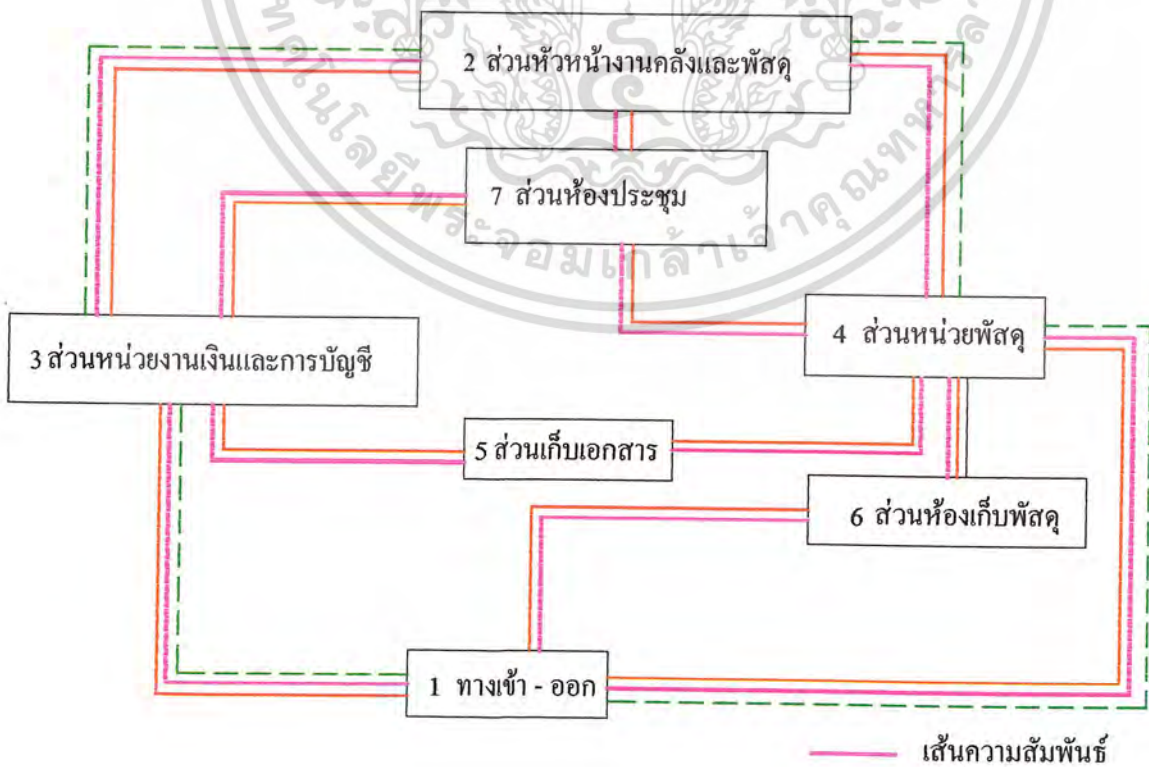 2 ส่วนหัวหน้างานคลังและพัสดุ
7 ส่วนห้องประชุม
3 ส่วนหน่วยงานเงินและการบัญชี
4 ส่วนหน่วยพัสดุ
5 ส่วนเก็บเอกสาร
6 ส่วนห้องเก็บพัสดุ
1 ทางเข้า - ออก
เส้นความสัมพันธ์